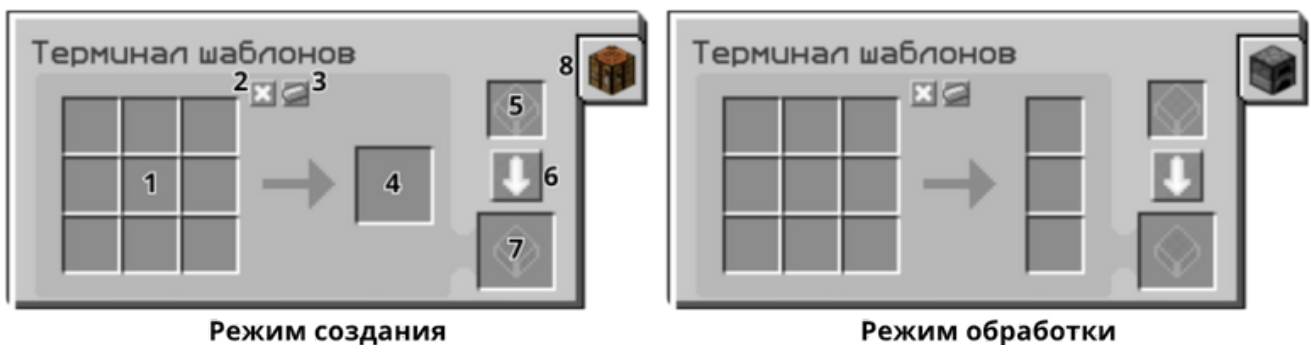 Терминал шаблонов
2 3 8
5
1 4 6
7
Режим создания
Терминал шаблонов
Режим обработки